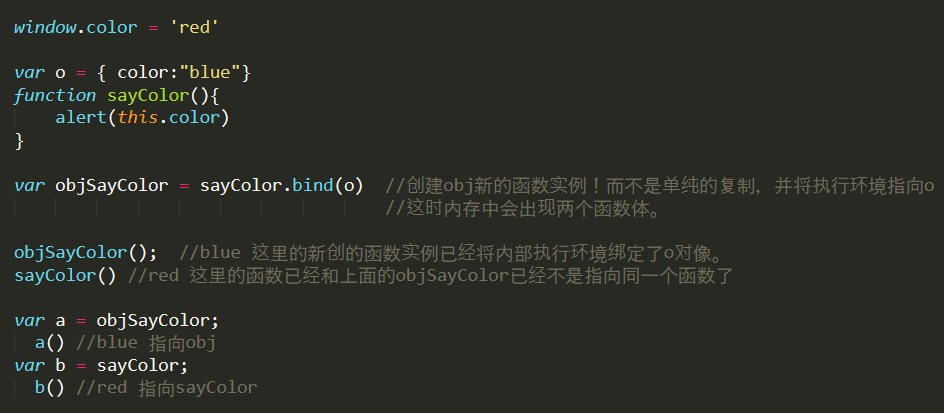 window.color = 'red'
var o = { color:"blue"}
function sayColor(){
alert(this.color)
}
var objSayColor = sayColor.bind(o) //创建obj新的函数实例！而不是单纯的复制，并将执行环境指向o
//这时内存中会出现两个函数体。
objSayColor(); //blue 这里的新创的函数实例已经将内部执行环境绑定了o对像。
sayColor() //red 这里的函数已经和上面的objSayColor已经不是指向同一个函数了
var a = objSayColor;
a() //blue 指向obj
var b = sayColor;
b() //red 指向sayColor